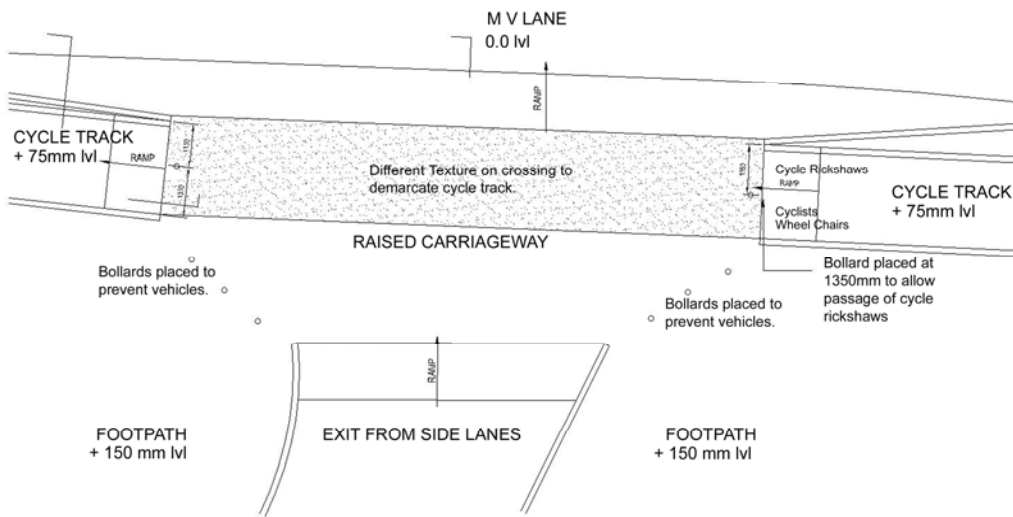 M V LANE
0.0 lvl
RAMP
CYCLE TRACK
+ 75mm lvl
RAMP
Different Texture on crossing to
demarcate cycle track.
Cycle Rickshaws
RAMP
Cyclists
Wheel Chairs
CYCLE TRACK
+ 75mm lvl
RAISED CARRIAGEWAY
Bollards placed to
prevent vehicles.
Bollards placed to
prevent vehicles.
Bollard placed at
1350mm to allow
passage of cycle
rickshaws
RAMP
FOOTPATH
+ 150 mm lvl
EXIT FROM SIDE LANES
FOOTPATH
+ 150 mm lvl